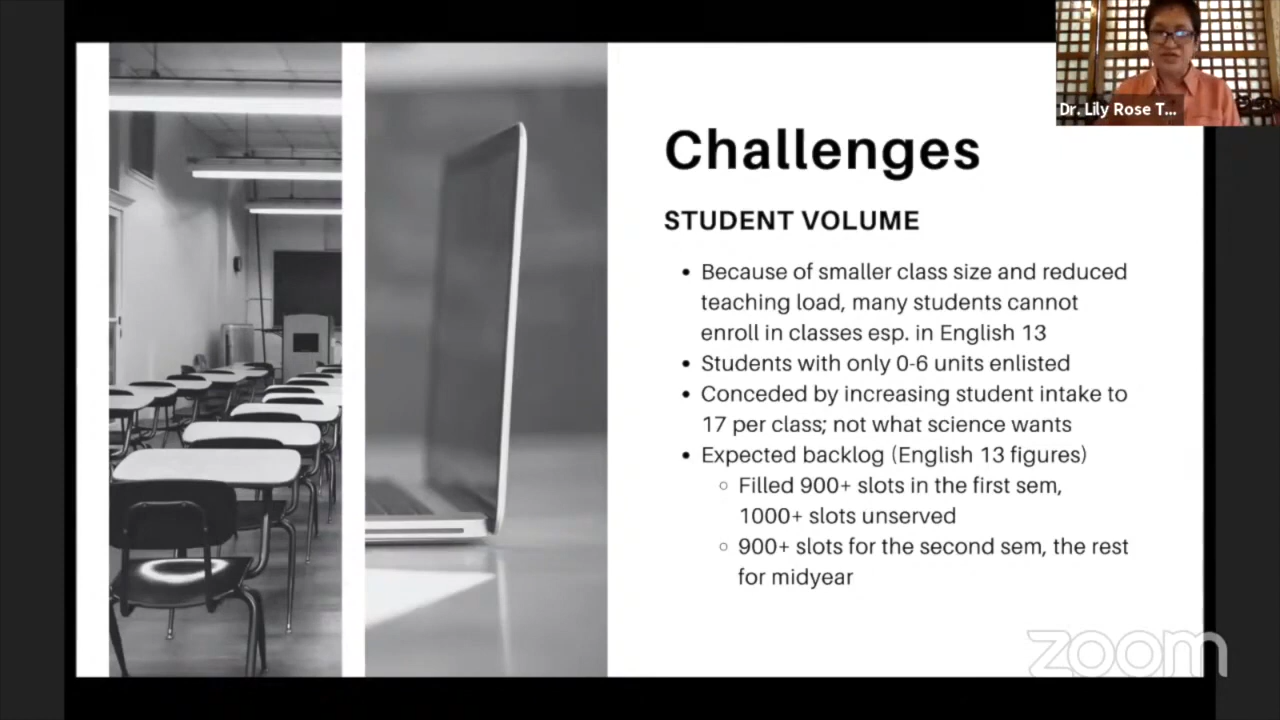 Dr. Lily Rose T...
Challenges
STUDENT VOLUME
• Because of smaller class size and reduced
teaching load, many students cannot
enroll in classes esp. in English 13
• Students with only 0-6 units enlisted
• Conceded by increasing student intake to
17 per class; not what science wants
• Expected backlog (English 13 figures)
○ Filled 900+ slots in the first sem,
1000+ slots unserved
○ 900+ slots for the second sem, the rest
for midyear
zoom